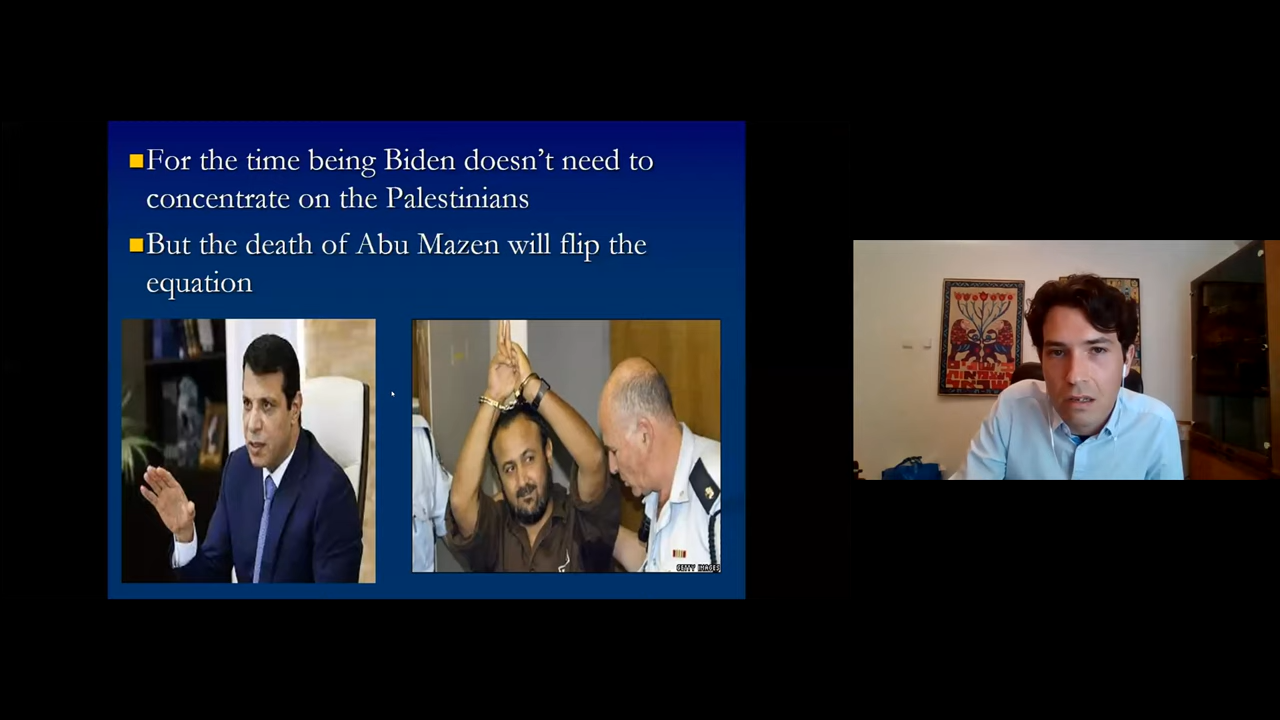 For the time being Biden doesn't need to
concentrate on the Palestinians
But the death of Abu Mazen will flip the
equation
GETTY IMAGES